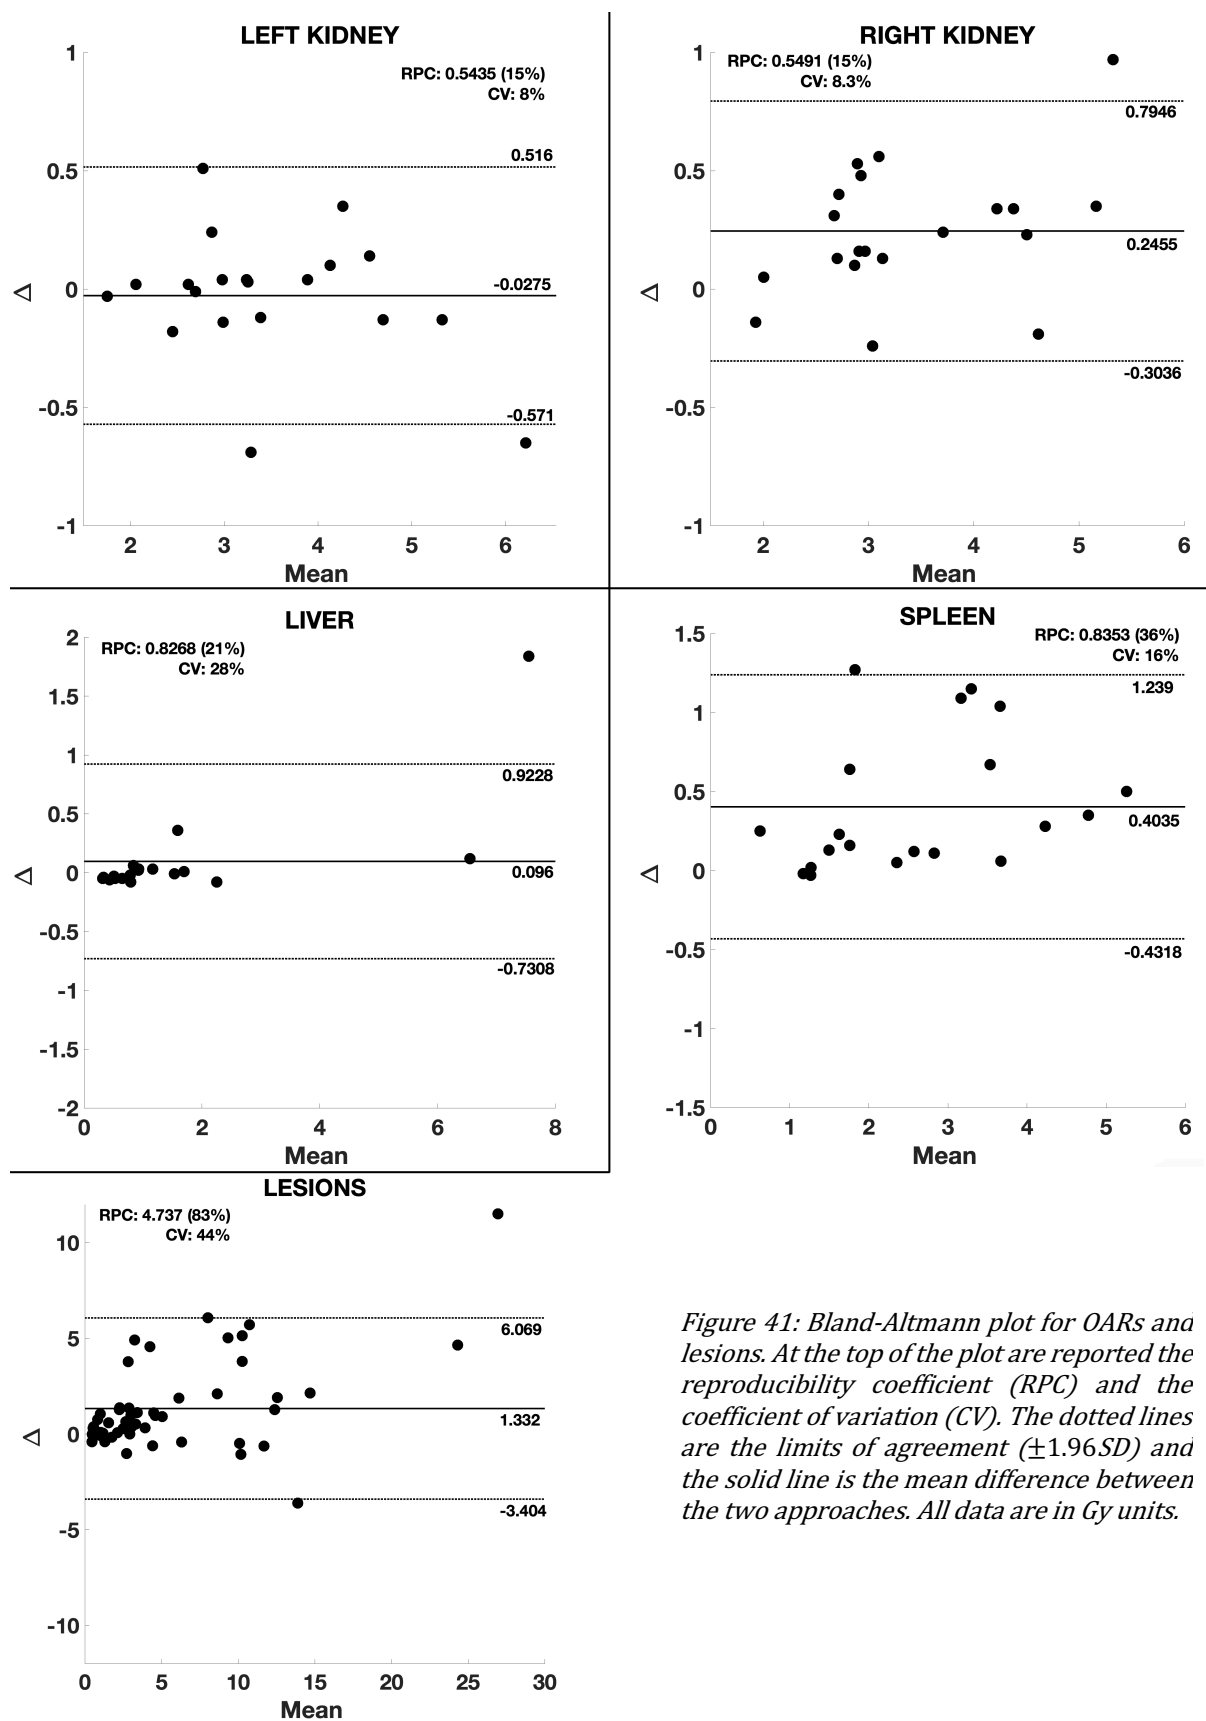 LEFT KIDNEY
RPC: 0.5435 (15%)
CV: 8%
1
0.516
0.5
-0.0275
0
Δ
-0.571
-0.5
-1
2 3 4 5 6
Mean
RIGHT KIDNEY
RPC: 0.5491 (15%)
CV: 8.3%
1
0.7946
0.5
0.2455
0
Δ
-0.3036
-0.5
-1
2 3 4 5 6
Mean
LIVER
RPC: 0.8268 (21%)
CV: 28%
2
1.5
1
0.9228
0.5
0.096
0
Δ
-0.5
-0.7308
-1
-1.5
-2
0 2 4 6 8
Mean
SPLEEN
RPC: 0.8353 (36%)
CV: 16%
1.5
1.239
1
0.5
0.4035
0
Δ
-0.5
-0.4318
-1
-1.5
0 1 2 3 4 5 6
Mean
LESIONS
RPC: 4.737 (83%)
CV: 44%
10
6.069
5
1.332
0
Δ
-3.404
-5
-10
0 5 10 15 20 25 30
Mean
Figure 41: Bland-Altmann plot for OARs and
lesions. At the top of the plot are reported the
reproducibility coefficient (RPC) and the
coefficient of variation (CV). The dotted lines
are the limits of agreement (±1.96SD) and
the solid line is the mean difference between
the two approaches. All data are in Gy units.